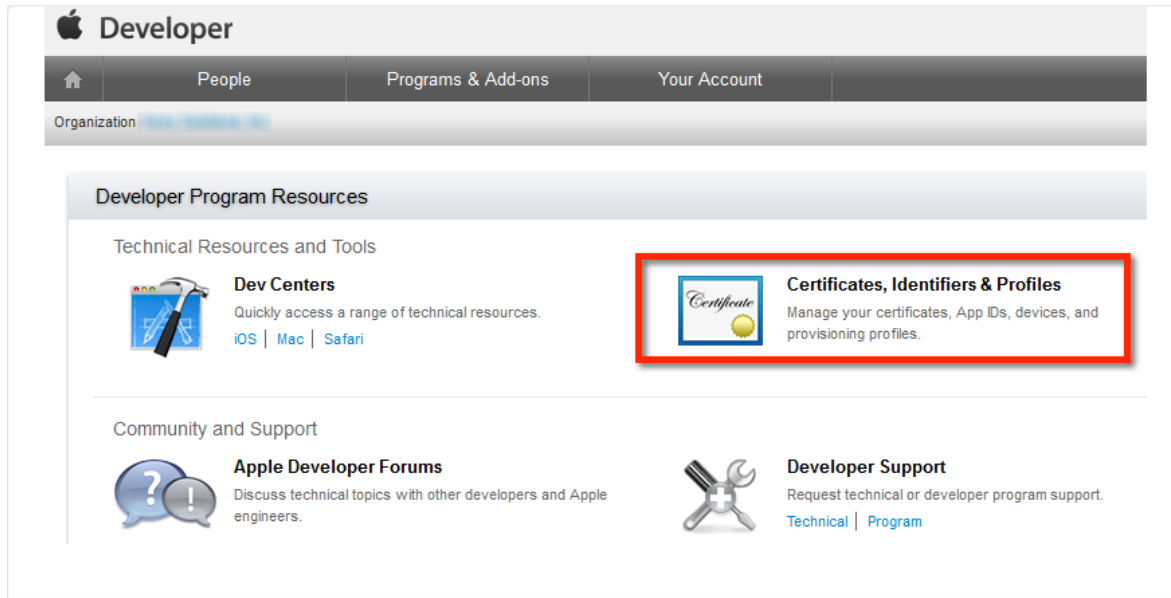 Developer
People Programs & Add-ons Your Account
Organization
Developer Program Resources
Technical Resources and Tools
Dev Centers
Quickly access a range of technical resources.
iOS | Mac | Safari
Certificate
Certificates, Identifiers & Profiles
Manage your certificates, App IDs, devices, and
provisioning profiles.
Community and Support
Apple Developer Forums
Discuss technical topics with other developers and Apple
engineers.
Developer Support
Request technical or developer program support.
Technical | Program